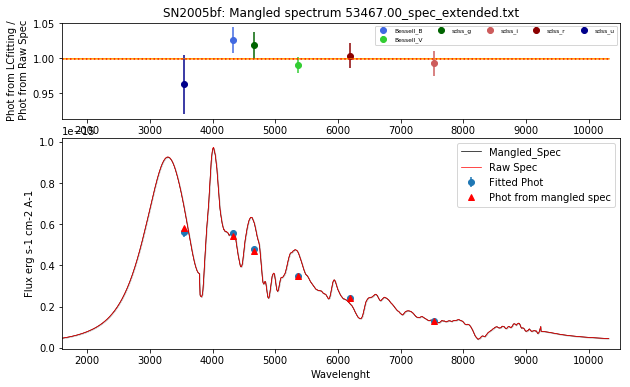 SN2005bf: Mangled spectrum 53467.00_spec_extended.txt
Phot from LCfitting /
Phot from Raw Spec
1.05
1.00
0.95
Bessell_B
Bessell_V
sdss_g
sdss_i
sdss_r
sdss_u
2000 3000 4000 5000 6000 7000 8000 9000 10000
1e−15
Flux erg s-1 cm-2 A-1
1.0
0.8
0.6
0.4
0.2
0.0
Mangled_Spec
Raw Spec
Fitted Phot
Phot from mangled spec
2000 3000 4000 5000 6000 7000 8000 9000 10000
Wavelenght